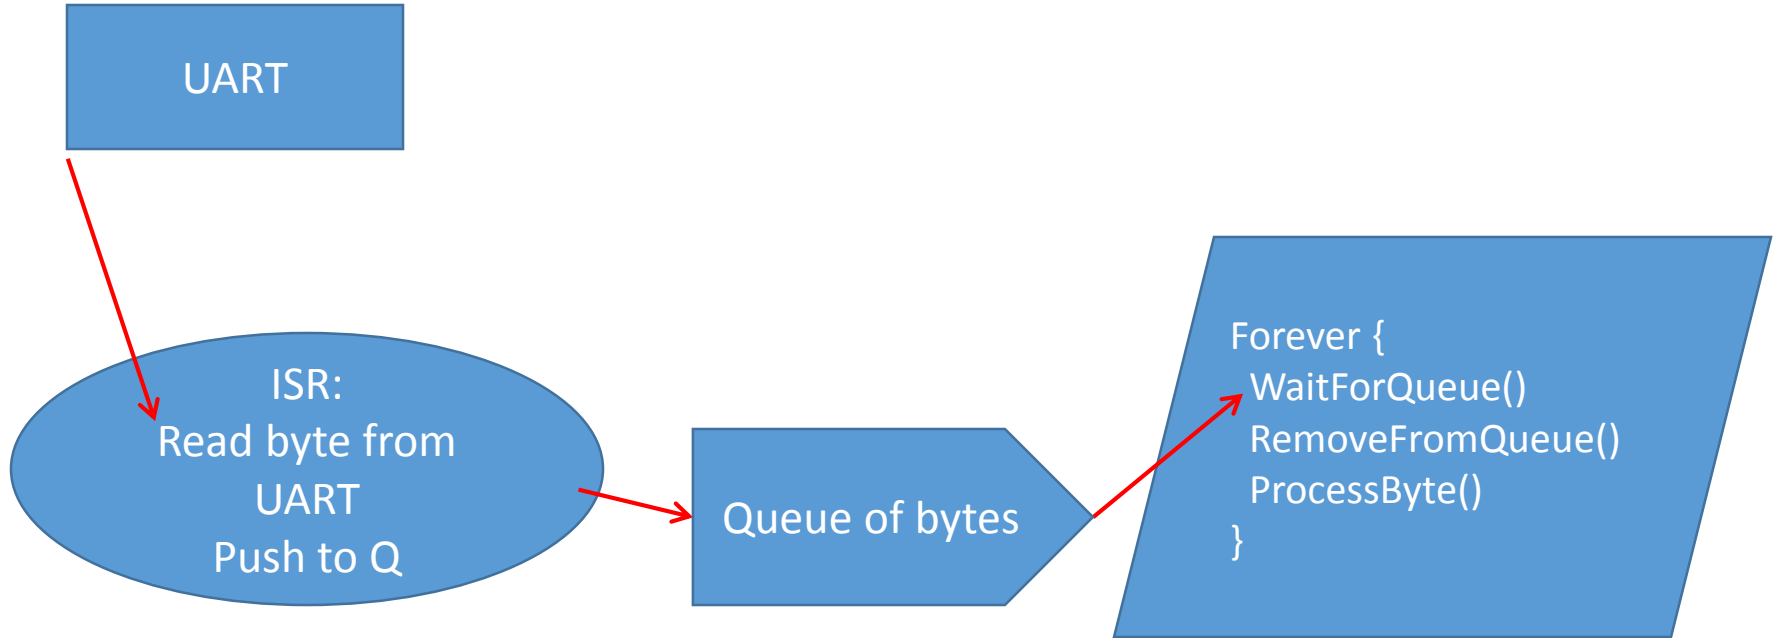 UART
ISR:
Read byte from
UART
Push to Q
Queue of bytes
Forever {
WaitForQueue()
RemoveFromQueue()
ProcessByte()
}